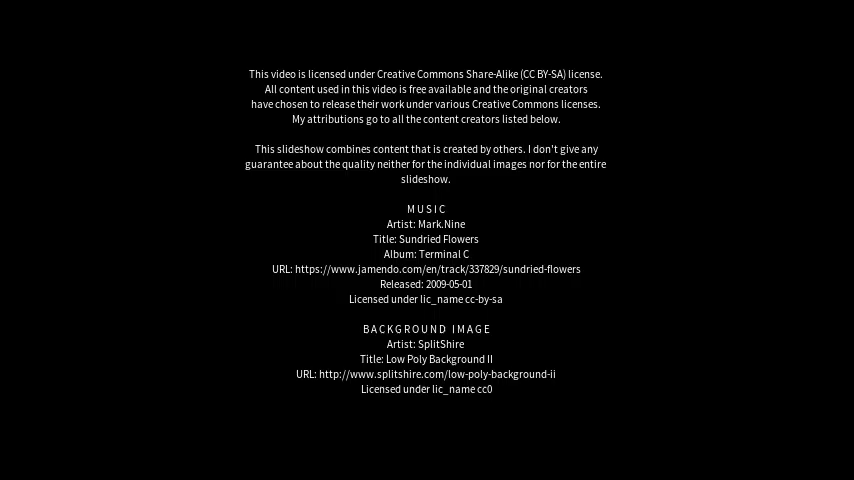 This video is licensed under Creative Commons Share-Alike (CC BY-SA) license.
All content used in this video is free available and the original creators
have chosen to release their work under various Creative Commons licenses.
My attributions go to all the content creators listed below.
This slideshow combines content that is created by others. I don't give any
guarantee about the quality neither for the individual images nor for the entire
slideshow.
MUSIC
Artist: Mark.Nine
Title: Sundried Flowers
Album: Terminal C
URL: https://www.jamendo.com/en/track/337829/sundried-flowers
Released: 2009-05-01
Licensed under lic_name cc-by-sa
BACKGROUND IMAGE
Artist: SplitShire
Title: Low Poly Background II
URL: http://www.splitshire.com/low-poly-background-ii
Licensed under lic_name cc0